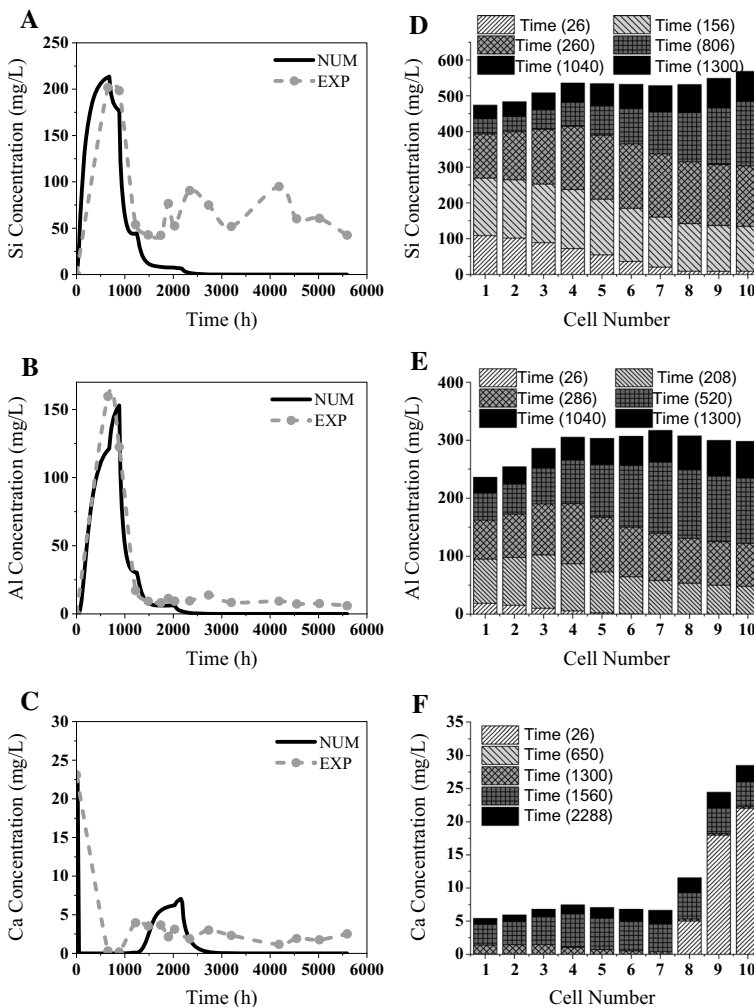 A
Si Concentration (mg/L)
250
200
150
100
50
0
NUM
EXP
0 1000 2000 3000 4000 5000 6000
Time (h)
D
Si Concentration (mg/L)
600
500
400
300
200
100
0
Time (26) Time (156)
Time (260) Time (806)
Time (1040) Time (1300)
1 2 3 4 5 6 7 8 9 10
Cell Number
B
Al Concentration (mg/L)
150
100
50
0
NUM
EXP
0 1000 2000 3000 4000 5000 6000
Time (h)
E
Al Concentration (mg/L)
400
300
200
100
0
Time (26) Time (208)
Time (286) Time (520)
Time (1040) Time (1300)
1 2 3 4 5 6 7 8 9 10
Cell Number
C
Ca Concentration (mg/L)
30
25
20
15
10
5
0
NUM
EXP
0 1000 2000 3000 4000 5000 6000
Time (h)
F
Ca Concentration (mg/L)
35
30
25
20
15
10
5
0
Time (26)
Time (650)
Time (1300)
Time (1560)
Time (2288)
1 2 3 4 5 6 7 8 9 10
Cell Number